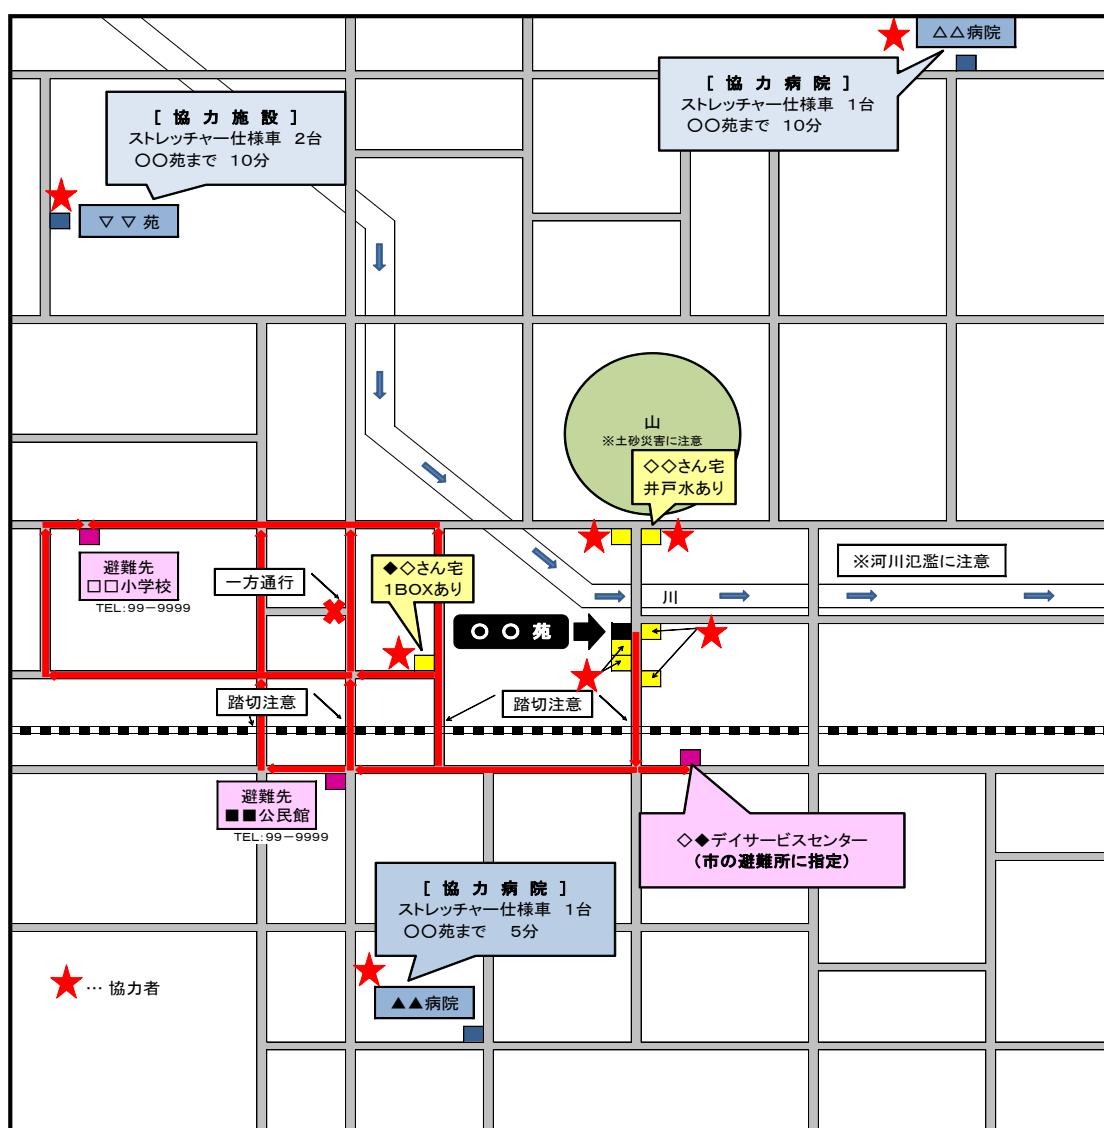 △△病院
[ 協 力 病 院 ]
ストレッチャー仕様車 1台
〇〇苑まで 10分
[ 協 力 施 設 ]
ストレッチャー仕様車 2台
〇〇苑まで 10分
▽ ▽ 苑
山
※土砂災害に注意
◇◇さん宅
井戸水あり
避難先
□□小学校
TEL:99－9999
一方通行
◆◇さん宅
1BOXあり
※河川氾濫に注意
川
〇 〇 苑
踏切注意
踏切注意
避難先
■■公民館
TEL:99－9999
◇◆デイサービスセンター
(市の避難所に指定)
[ 協 力 病 院 ]
ストレッチャー仕様車 1台
〇〇苑まで 5分
▲▲病院
… 協力者